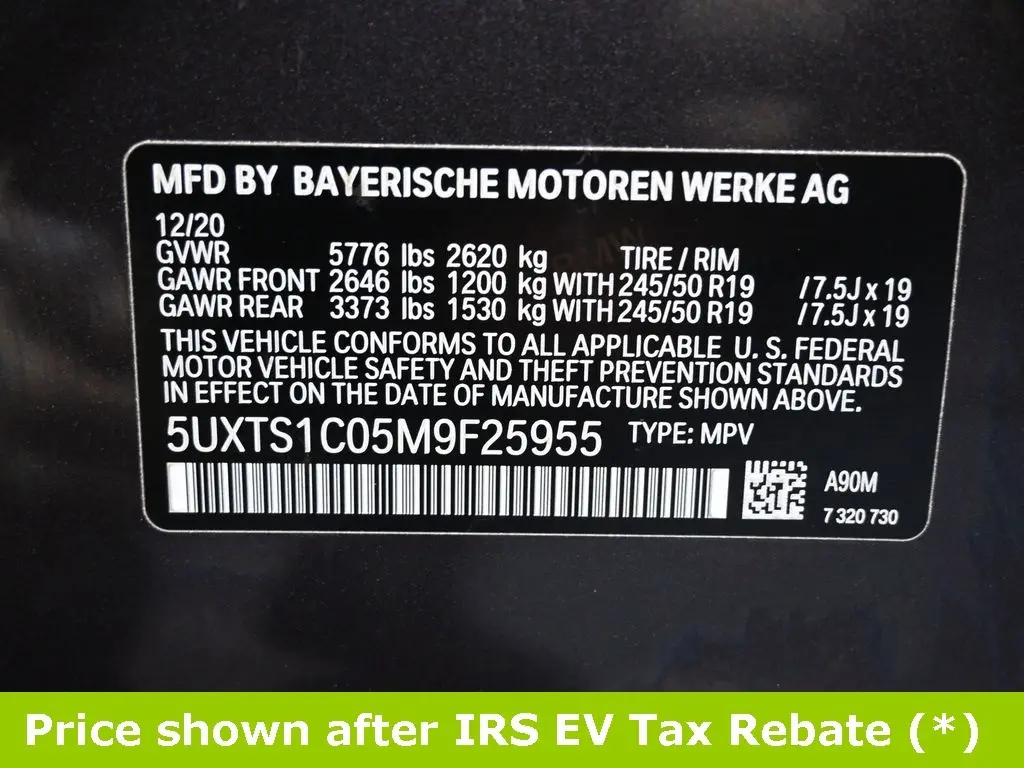 MFD BY BAYERISCHE MOTOREN WERKE AG
12/20
GVWR 5776 lbs 2620 kg TIRE / RIM
GAWR FRONT 2646 lbs 1200 kg WITH 245/50 R19 /7.5J x 19
GAWR REAR 3373 lbs 1530 kg WITH 245/50 R19 /7.5J x 19
THIS VEHICLE CONFORMS TO ALL APPLICABLE U. S. FEDERAL
MOTOR VEHICLE SAFETY AND THEFT PREVENTION STANDARDS
IN EFFECT ON THE DATE OF MANUFACTURE SHOWN ABOVE.
5UXTS1C05M9F25955 TYPE: MPV
A90M
7 320 730
Price shown after IRS EV Tax Rebate (*)